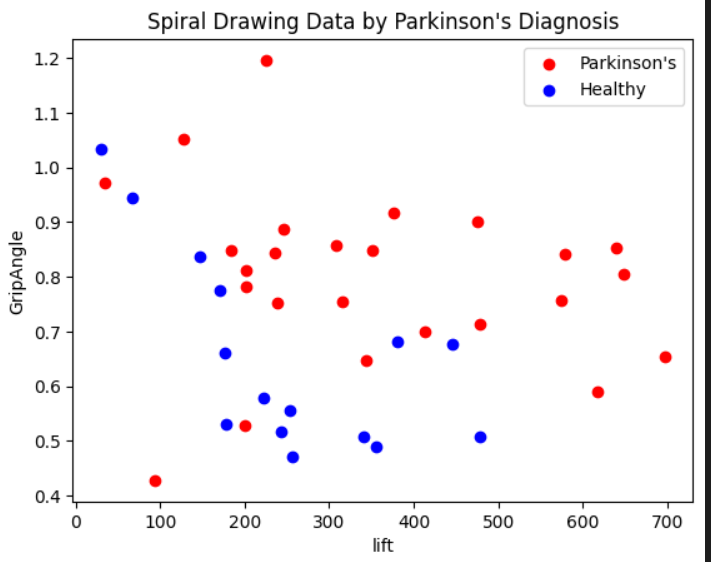 Spiral Drawing Data by Parkinson's Diagnosis
Parkinson's
Healthy
1.2
1.1
1.0
0.9
0.8
0.7
0.6
0.5
0.4
GripAngle
0 100 200 300 400 500 600 700
lift